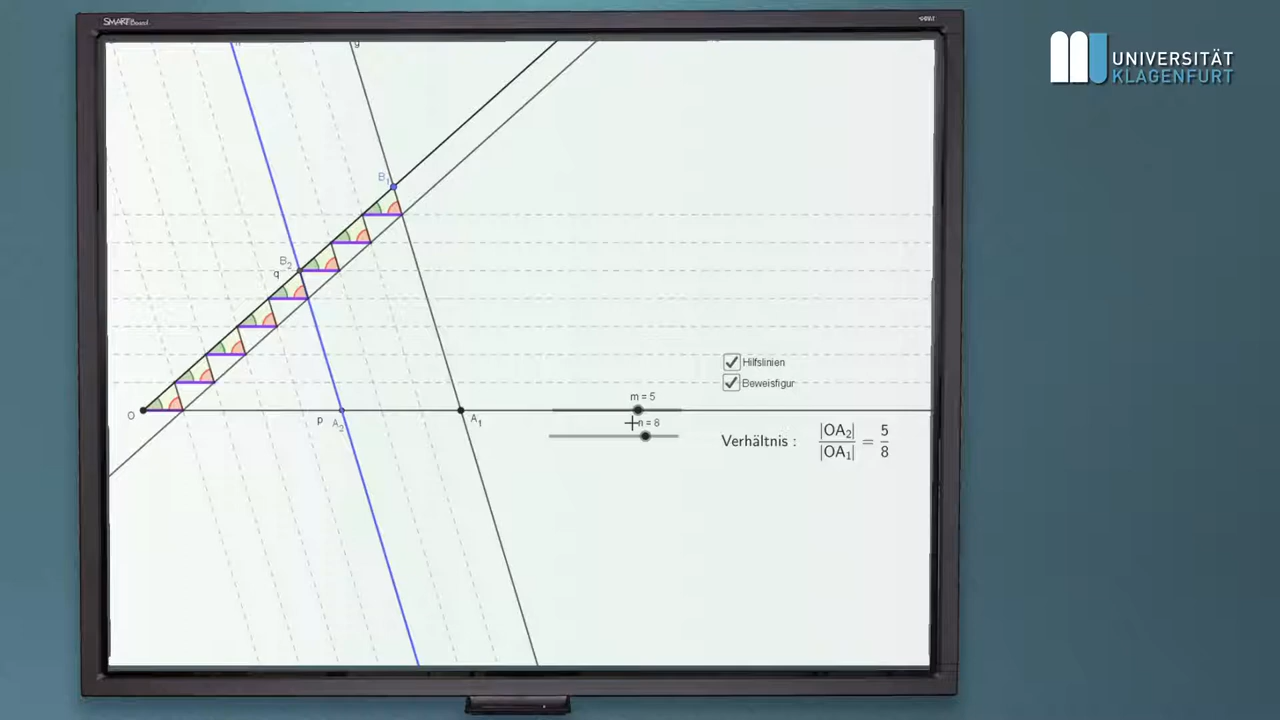 SMART Board
UNIVERSITÄT
KLAGENFURT
g
B1
B2
q
Hilfslinien
Beweisfigur
m = 5
O
p
A2
A1
n = 8
Verhältnis : |OA2| / |OA1| = 5 / 8